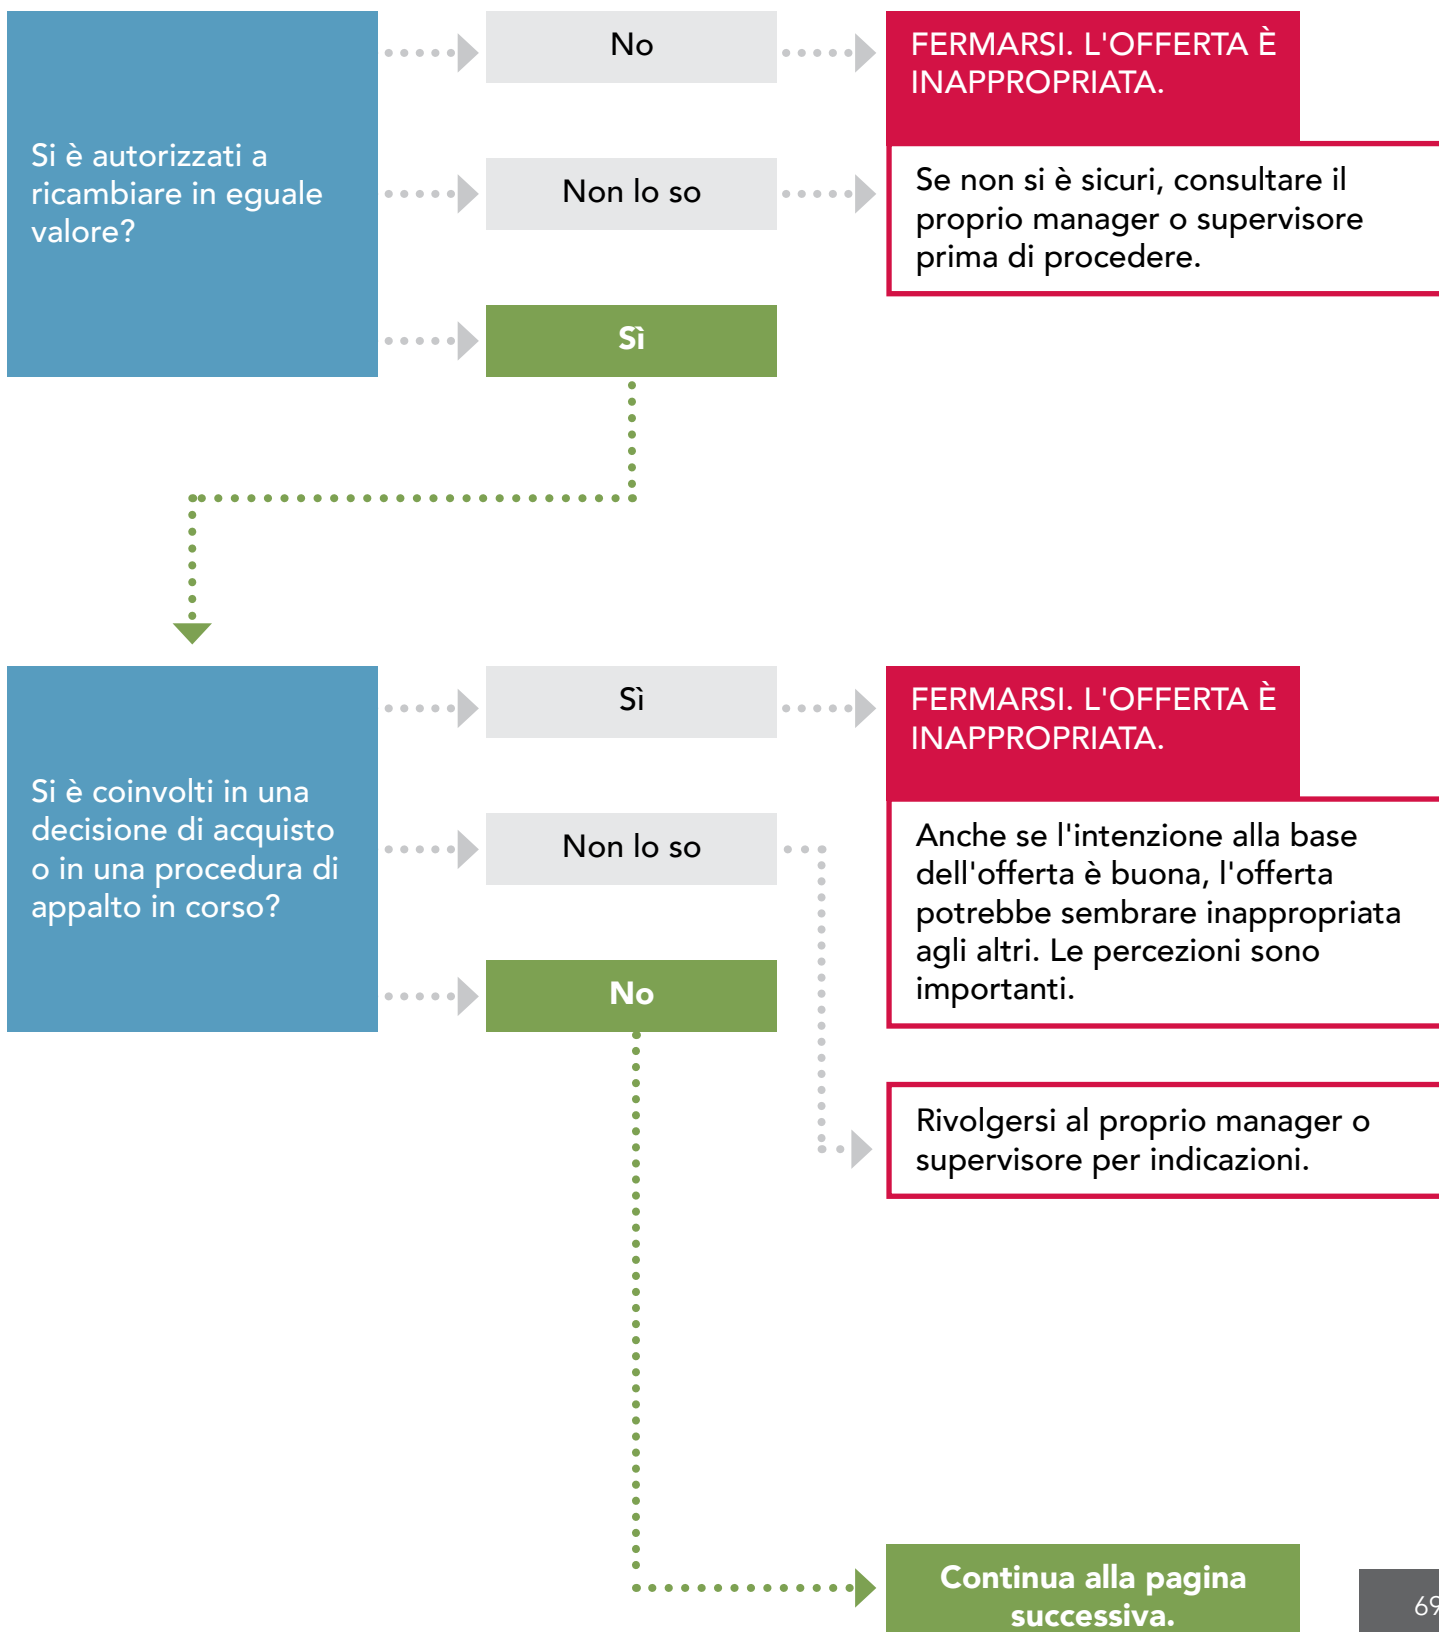 Si è autorizzati a
ricambiare in eguale
valore?
No
FERMARSI. L'OFFERTA È
INAPPROPRIATA.
Non lo so
Se non si è sicuri, consultare il
proprio manager o supervisore
prima di procedere.
Sì
Si è coinvolti in una
decisione di acquisto
o in una procedura di
appalto in corso?
Sì
FERMARSI. L'OFFERTA È
INAPPROPRIATA.
Anche se l'intenzione alla base
dell'offerta è buona, l'offerta
potrebbe sembrare inappropriata
agli altri. Le percezioni sono
importanti.
Non lo so
Rivolgersi al proprio manager o
supervisore per indicazioni.
No
Continua alla pagina
successiva.
69